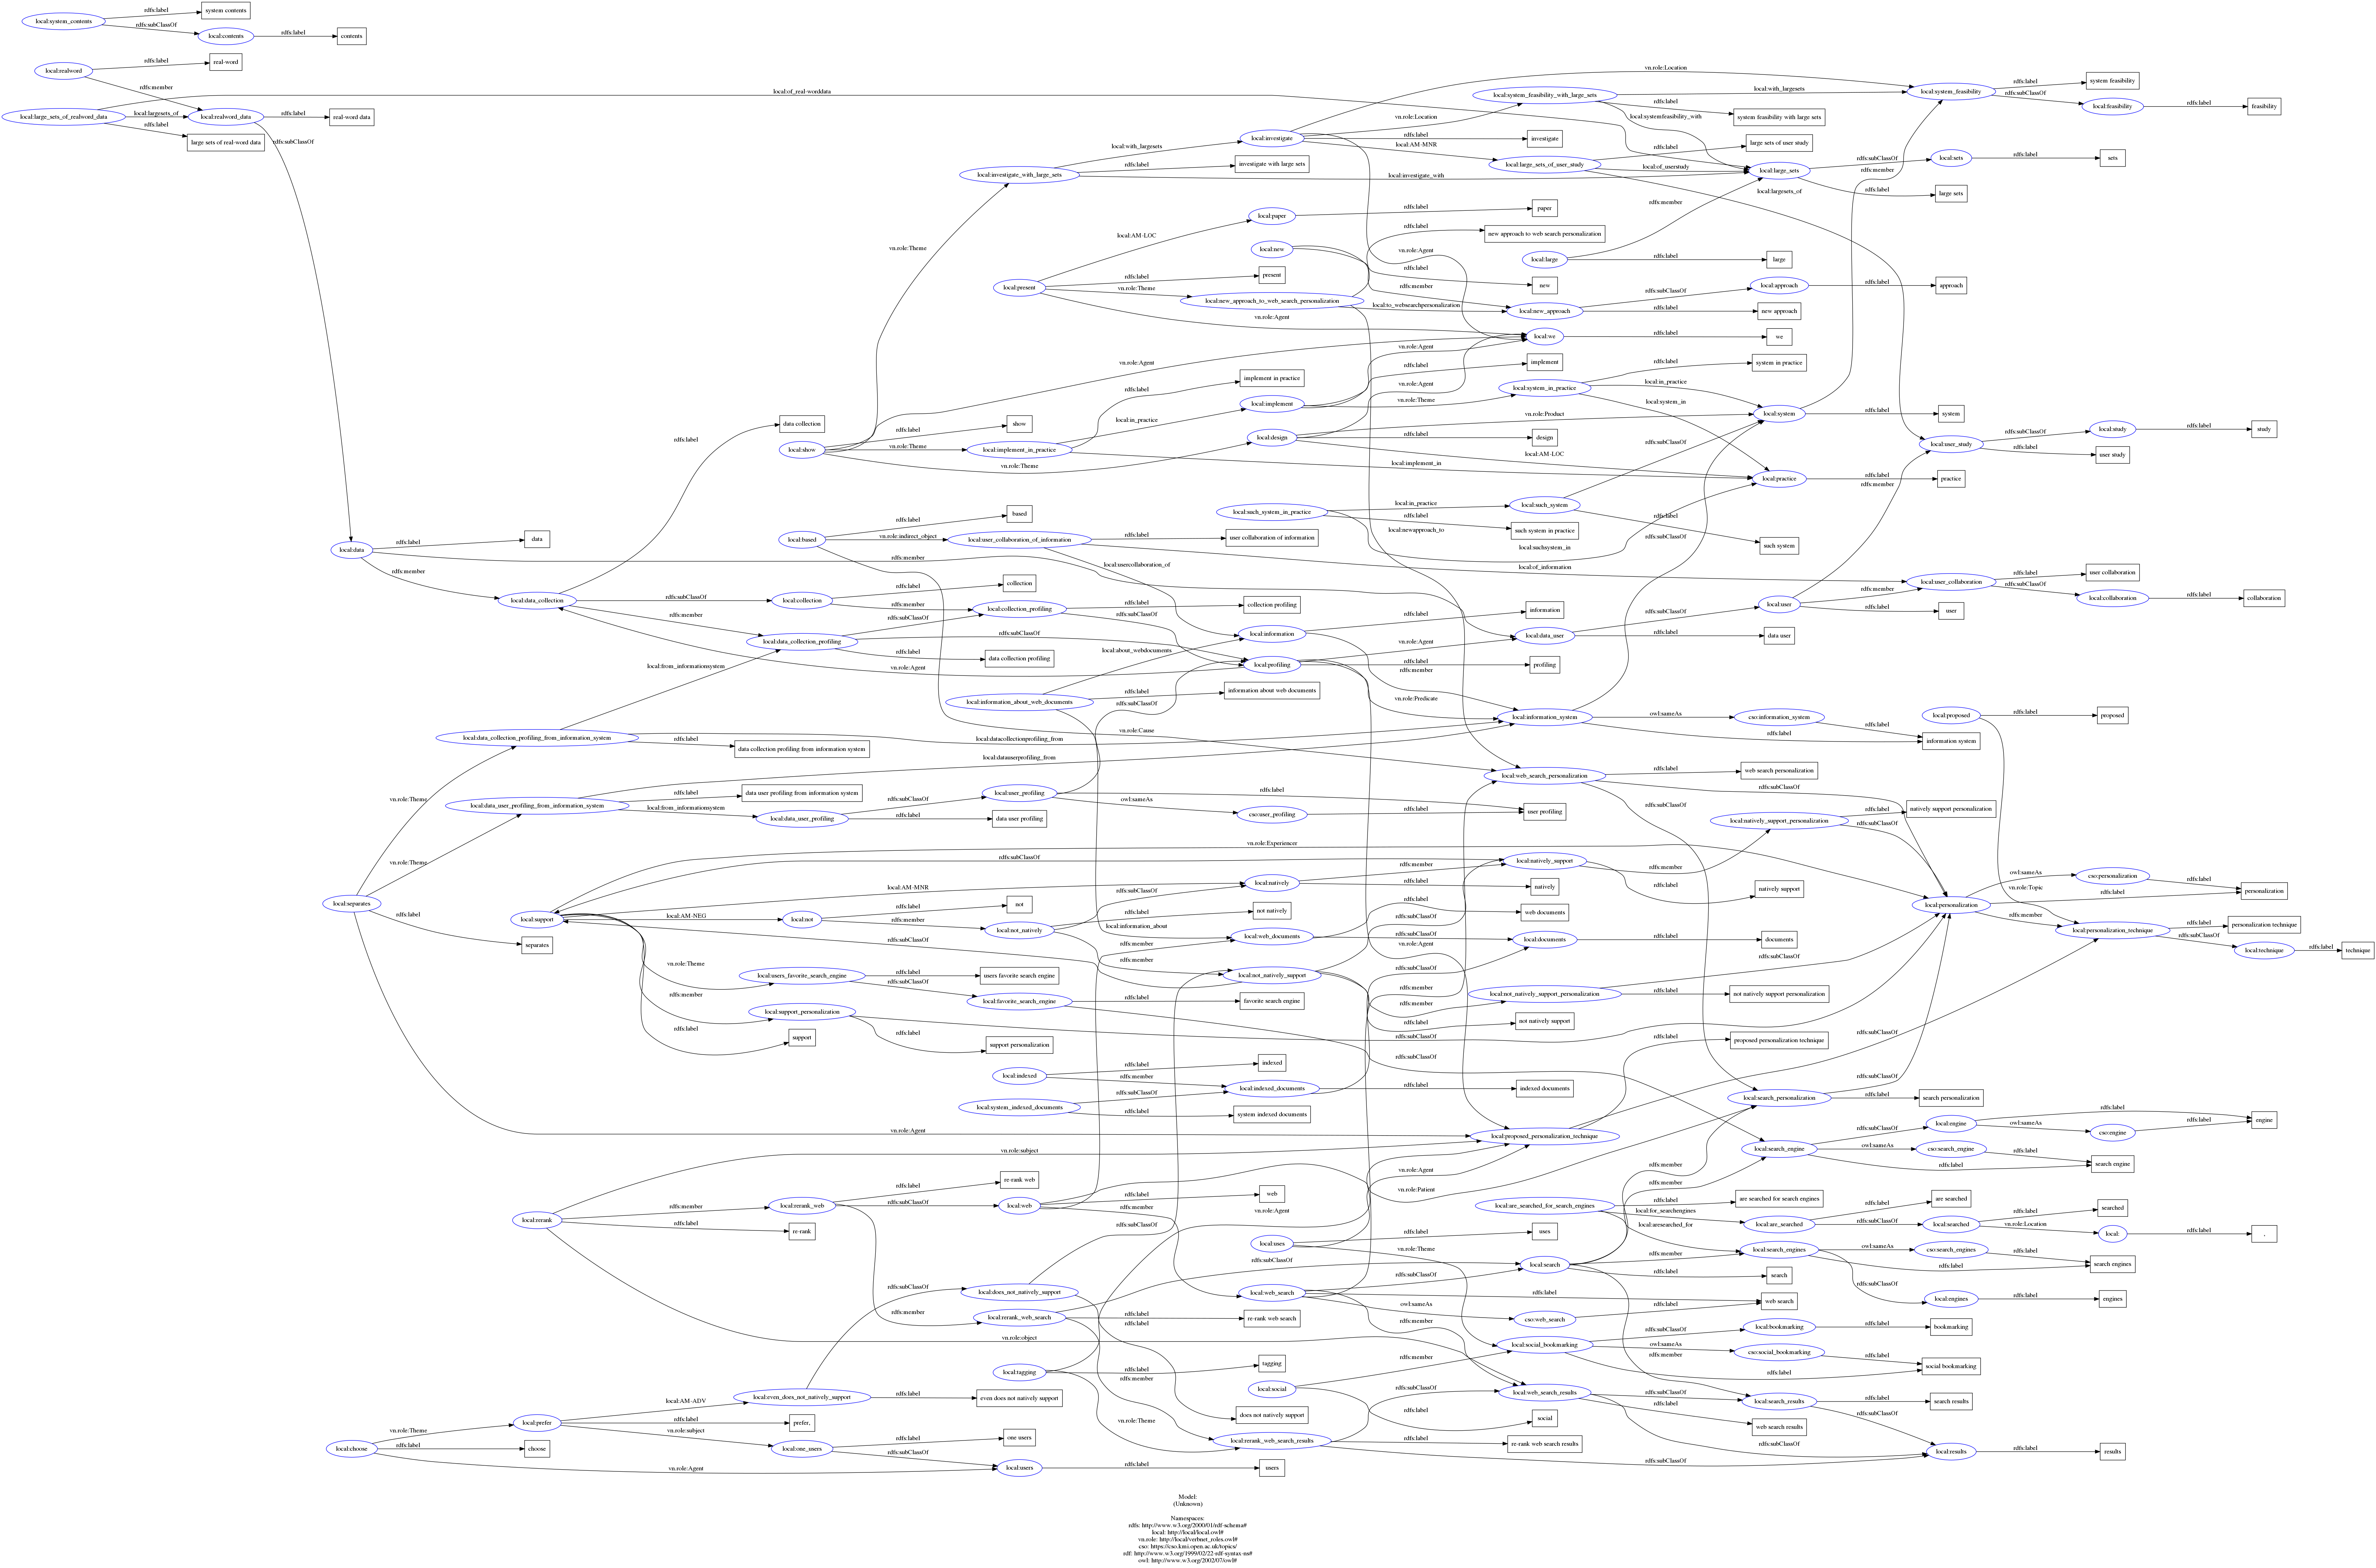 rdfs:label
system contents
local:system_contents
rdfs:subClassOf
local:contents
rdfs:label
contents
rdfs:label
real-word
local:realword
rdfs:member
local:of_real-worddata
local:large_sets_of_realword_data
local:largesets_of
local:realword_data
rdfs:label
real-word data
rdfs:label
large sets of real-word data
rdfs:subClassOf
vn.role:Location
local:system_feasibility_with_large_sets
local:with_largesets
local:system_feasibility
rdfs:label
system feasibility
rdfs:subClassOf
local:feasibility
rdfs:label
feasibility
vn.role:Location
rdfs:label
system feasibility with large sets
local:systemfeasibility_with
local:with_largesets
local:investigate
rdfs:label
investigate
local:AM-MNR
rdfs:label
large sets of user study
local:large_sets_of_user_study
local:of_userstudy
local:large_sets
rdfs:subClassOf
local:sets
rdfs:label
sets
rdfs:member
rdfs:label
investigate with large sets
local:investigate_with_large_sets
local:investigate_with
local:largesets_of
rdfs:label
large sets
rdfs:member
vn.role:Theme
local:AM-LOC
local:paper
rdfs:label
paper
rdfs:label
new approach to web search personalization
local:new
vn.role:Agent
local:large
rdfs:label
large
rdfs:label
new
local:present
rdfs:label
present
vn.role:Theme
local:new_approach_to_web_search_personalization
rdfs:member
local:to_websearchpersonalization
local:new_approach
rdfs:subClassOf
local:approach
rdfs:label
approach
rdfs:label
new approach
vn.role:Agent
local:we
rdfs:label
we
vn.role:Agent
vn.role:Agent
rdfs:label
implement
rdfs:label
system in practice
rdfs:label
implement in practice
vn.role:Agent
local:system_in_practice
local:in_practice
local:in_practice
local:implement
vn.role:Theme
local:system_in
vn.role:Product
local:system
rdfs:label
system
local:show
rdfs:label
show
vn.role:Theme
local:implement_in_practice
vn.role:Theme
local:design
rdfs:label
design
local:AM-LOC
local:implement_in
rdfs:subClassOf
local:practice
rdfs:label
practice
local:user_study
rdfs:subClassOf
local:study
rdfs:label
study
rdfs:label
user study
rdfs:member
rdfs:label
data collection
local:such_system_in_practice
local:in_practice
local:such_system
rdfs:label
such system in practice
rdfs:label
such system
local:newapproach_to
local:suchsystem_in
rdfs:subClassOf
local:based
rdfs:label
based
vn.role:indirect_object
local:user_collaboration_of_information
rdfs:label
user collaboration of information
local:of_information
local:usercollaboration_of
local:data
rdfs:label
data
rdfs:member
rdfs:member
local:data_collection
rdfs:subClassOf
local:collection
rdfs:label
collection
rdfs:member
local:collection_profiling
rdfs:label
collection profiling
rdfs:subClassOf
rdfs:member
local:data_collection_profiling
rdfs:subClassOf
rdfs:subClassOf
rdfs:label
data collection profiling
vn.role:Agent
local:information
rdfs:label
information
local:about_webdocuments
local:profiling
vn.role:Agent
rdfs:label
profiling
rdfs:member
vn.role:Predicate
local:data_user
rdfs:subClassOf
rdfs:label
data user
local:user
rdfs:member
rdfs:label
user
local:user_collaboration
rdfs:label
user collaboration
rdfs:subClassOf
local:collaboration
rdfs:label
collaboration
local:from_informationsystem
local:information_about_web_documents
rdfs:label
information about web documents
rdfs:subClassOf
local:information_system
owl:sameAs
cso:information_system
rdfs:label
rdfs:label
information system
local:proposed
rdfs:label
proposed
local:data_collection_profiling_from_information_system
local:datacollectionprofiling_from
rdfs:label
data collection profiling from information system
vn.role:Cause
local:datauserprofiling_from
local:web_search_personalization
rdfs:label
web search personalization
rdfs:subClassOf
rdfs:subClassOf
vn.role:Theme
rdfs:label
data user profiling from information system
local:data_user_profiling_from_information_system
local:from_informationsystem
local:data_user_profiling
rdfs:subClassOf
local:user_profiling
rdfs:label
owl:sameAs
cso:user_profiling
rdfs:label
user profiling
rdfs:label
data user profiling
local:natively_support_personalization
rdfs:label
natively support personalization
rdfs:subClassOf
vn.role:Theme
vn.role:Experiencer
rdfs:subClassOf
local:natively_support
rdfs:member
rdfs:member
rdfs:label
natively support
local:separates
rdfs:label
separates
local:support
local:AM-MNR
local:AM-NEG
local:not
rdfs:label
not
rdfs:member
local:not_natively
rdfs:subClassOf
local:natively
rdfs:label
natively
rdfs:label
not natively
local:information_about
rdfs:subClassOf
rdfs:member
local:web_documents
rdfs:label
web documents
rdfs:subClassOf
rdfs:subClassOf
local:documents
rdfs:label
documents
vn.role:Agent
local:personalization
owl:sameAs
cso:personalization
rdfs:label
rdfs:label
personalization
vn.role:Topic
rdfs:member
local:personalization_technique
rdfs:label
personalization technique
rdfs:subClassOf
local:technique
rdfs:label
technique
vn.role:Theme
local:users_favorite_search_engine
rdfs:label
users favorite search engine
rdfs:subClassOf
local:favorite_search_engine
rdfs:label
favorite search engine
rdfs:member
local:not_natively_support
rdfs:subClassOf
rdfs:subClassOf
rdfs:member
rdfs:member
local:not_natively_support_personalization
rdfs:label
not natively support personalization
rdfs:label
not natively support
rdfs:member
local:support_personalization
rdfs:label
support
rdfs:label
support personalization
rdfs:subClassOf
rdfs:subClassOf
rdfs:subClassOf
rdfs:label
proposed personalization technique
local:indexed
rdfs:label
indexed
rdfs:member
local:indexed_documents
rdfs:label
indexed documents
local:system_indexed_documents
rdfs:subClassOf
rdfs:label
system indexed documents
local:search_personalization
rdfs:subClassOf
rdfs:label
search personalization
vn.role:Agent
local:proposed_personalization_technique
vn.role:subject
local:search_engine
rdfs:subClassOf
local:engine
rdfs:label
owl:sameAs
cso:engine
rdfs:label
engine
owl:sameAs
cso:search_engine
rdfs:label
rdfs:label
search engine
rdfs:member
rdfs:member
vn.role:Agent
vn.role:Patient
vn.role:Agent
local:rerank
rdfs:member
local:rerank_web
rdfs:label
re-rank web
rdfs:subClassOf
local:web
rdfs:label
web
rdfs:member
rdfs:label
re-rank
rdfs:subClassOf
local:are_searched_for_search_engines
rdfs:label
are searched for search engines
local:for_searchengines
local:aresearched_for
local:are_searched
rdfs:label
are searched
rdfs:subClassOf
local:searched
rdfs:label
searched
vn.role:Location
local:
rdfs:label
,
local:uses
rdfs:label
uses
vn.role:Theme
rdfs:subClassOf
local:search
rdfs:member
local:search_engines
owl:sameAs
cso:search_engines
rdfs:label
rdfs:label
search engines
rdfs:subClassOf
local:engines
rdfs:label
engines
rdfs:label
search
rdfs:subClassOf
local:does_not_natively_support
rdfs:label
local:web_search
rdfs:subClassOf
rdfs:label
owl:sameAs
cso:web_search
rdfs:label
web search
rdfs:member
rdfs:member
local:rerank_web_search
rdfs:label
re-rank web search
vn.role:object
local:social_bookmarking
rdfs:subClassOf
local:bookmarking
rdfs:label
bookmarking
owl:sameAs
cso:social_bookmarking
rdfs:label
rdfs:member
rdfs:label
social bookmarking
local:tagging
rdfs:label
tagging
rdfs:member
rdfs:member
local:social
rdfs:label
social
local:AM-ADV
local:even_does_not_natively_support
rdfs:label
even does not natively support
rdfs:subClassOf
local:web_search_results
rdfs:subClassOf
local:search_results
rdfs:label
search results
rdfs:label
web search results
rdfs:subClassOf
rdfs:subClassOf
does not natively support
vn.role:Theme
vn.role:Theme
local:prefer
rdfs:label
prefer,
vn.role:subject
local:one_users
rdfs:label
one users
rdfs:subClassOf
local:choose
rdfs:label
choose
vn.role:Agent
local:users
rdfs:label
users
local:rerank_web_search_results
rdfs:label
re-rank web search results
rdfs:subClassOf
local:results
rdfs:label
results
Model:
(Unknown)
Namespaces:
rdfs: http://www.w3.org/2000/01/rdf-schema#
local: http://local/local.owl#
vn.role: http://local/verbnet_roles.owl#
cso: https://cso.kmi.open.ac.uk/topics/
rdf: http://www.w3.org/1999/02/22-rdf-syntax-ns#
owl: http://www.w3.org/2002/07/owl#